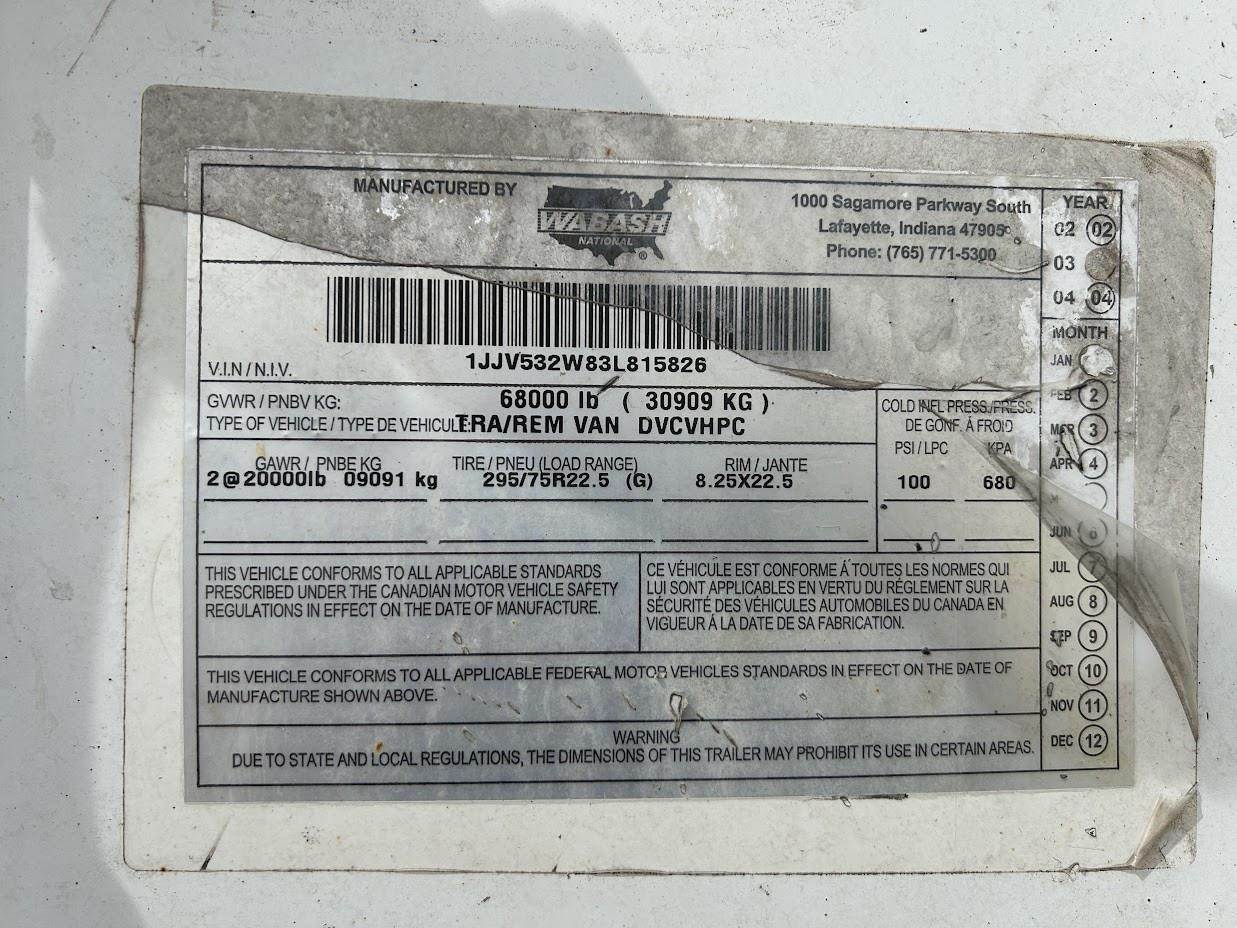 MANUFACTURED BY
WABASH
NATIONAL ®
1000 Sagamore Parkway South
Lafayette, Indiana 47905
Phone: (765) 771-5300
YEAR
02 02
03
04 04
MONTH
JAN
FEB 2
MAR 3
APR 4
JUN 6
JUL 7
AUG 8
SEP 9
OCT 10
NOV 11
DEC 12
V.I.N / N.I.V. 1JJV532W83L815826
GVWR / PNBV KG: 68000 lb ( 30909 KG )
TYPE OF VEHICLE / TYPE DE VEHICULE: TRA/REM VAN DVCVHPC
COLD INFL PRESS./PRESS.
DE GONF. À FROID
PSI / LPC KPA
100 680
GAWR / PNBE KG TIRE / PNEU (LOAD RANGE) RIM / JANTE
2@20000lb 09091 kg 295/75R22.5 (G) 8.25X22.5
THIS VEHICLE CONFORMS TO ALL APPLICABLE STANDARDS
PRESCRIBED UNDER THE CANADIAN MOTOR VEHICLE SAFETY
REGULATIONS IN EFFECT ON THE DATE OF MANUFACTURE.
CE VÉHICULE EST CONFORME À TOUTES LES NORMES QUI
LUI SONT APPLICABLES EN VERTU DU RÉGLEMENT SUR LA
SÉCURITÉ DES VÉHICULES AUTOMOBILES DU CANADA EN
VIGUEUR À LA DATE DE SA FABRICATION.
THIS VEHICLE CONFORMS TO ALL APPLICABLE FEDERAL MOTOR VEHICLES STANDARDS IN EFFECT ON THE DATE OF
MANUFACTURE SHOWN ABOVE.
WARNING
DUE TO STATE AND LOCAL REGULATIONS, THE DIMENSIONS OF THIS TRAILER MAY PROHIBIT ITS USE IN CERTAIN AREAS.